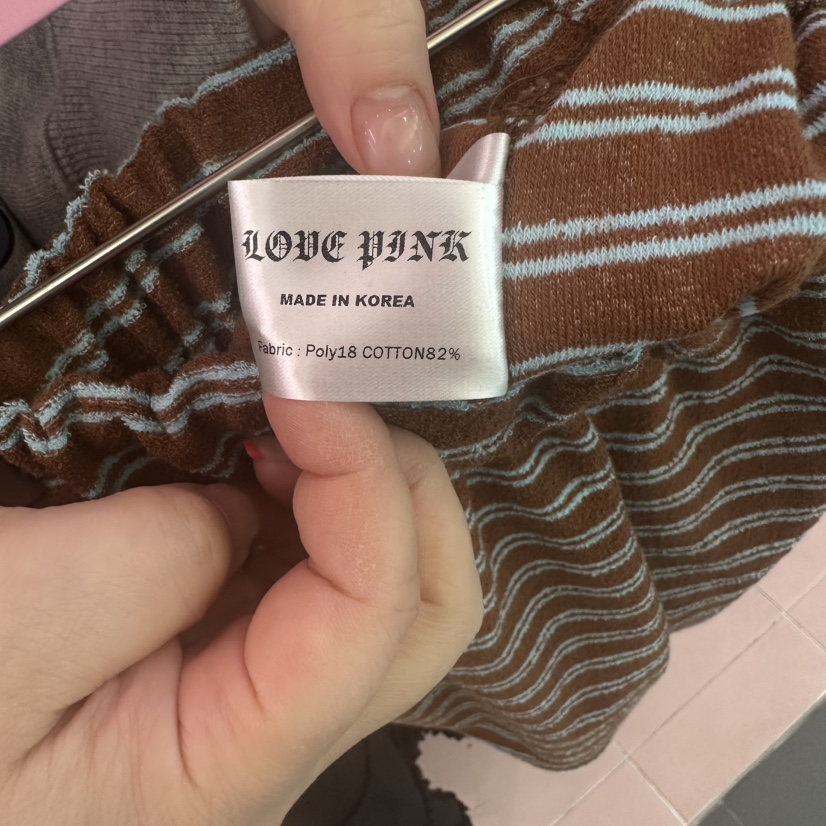 LOVE PINK
MADE IN KOREA
Fabric : Poly18 COTTON82%